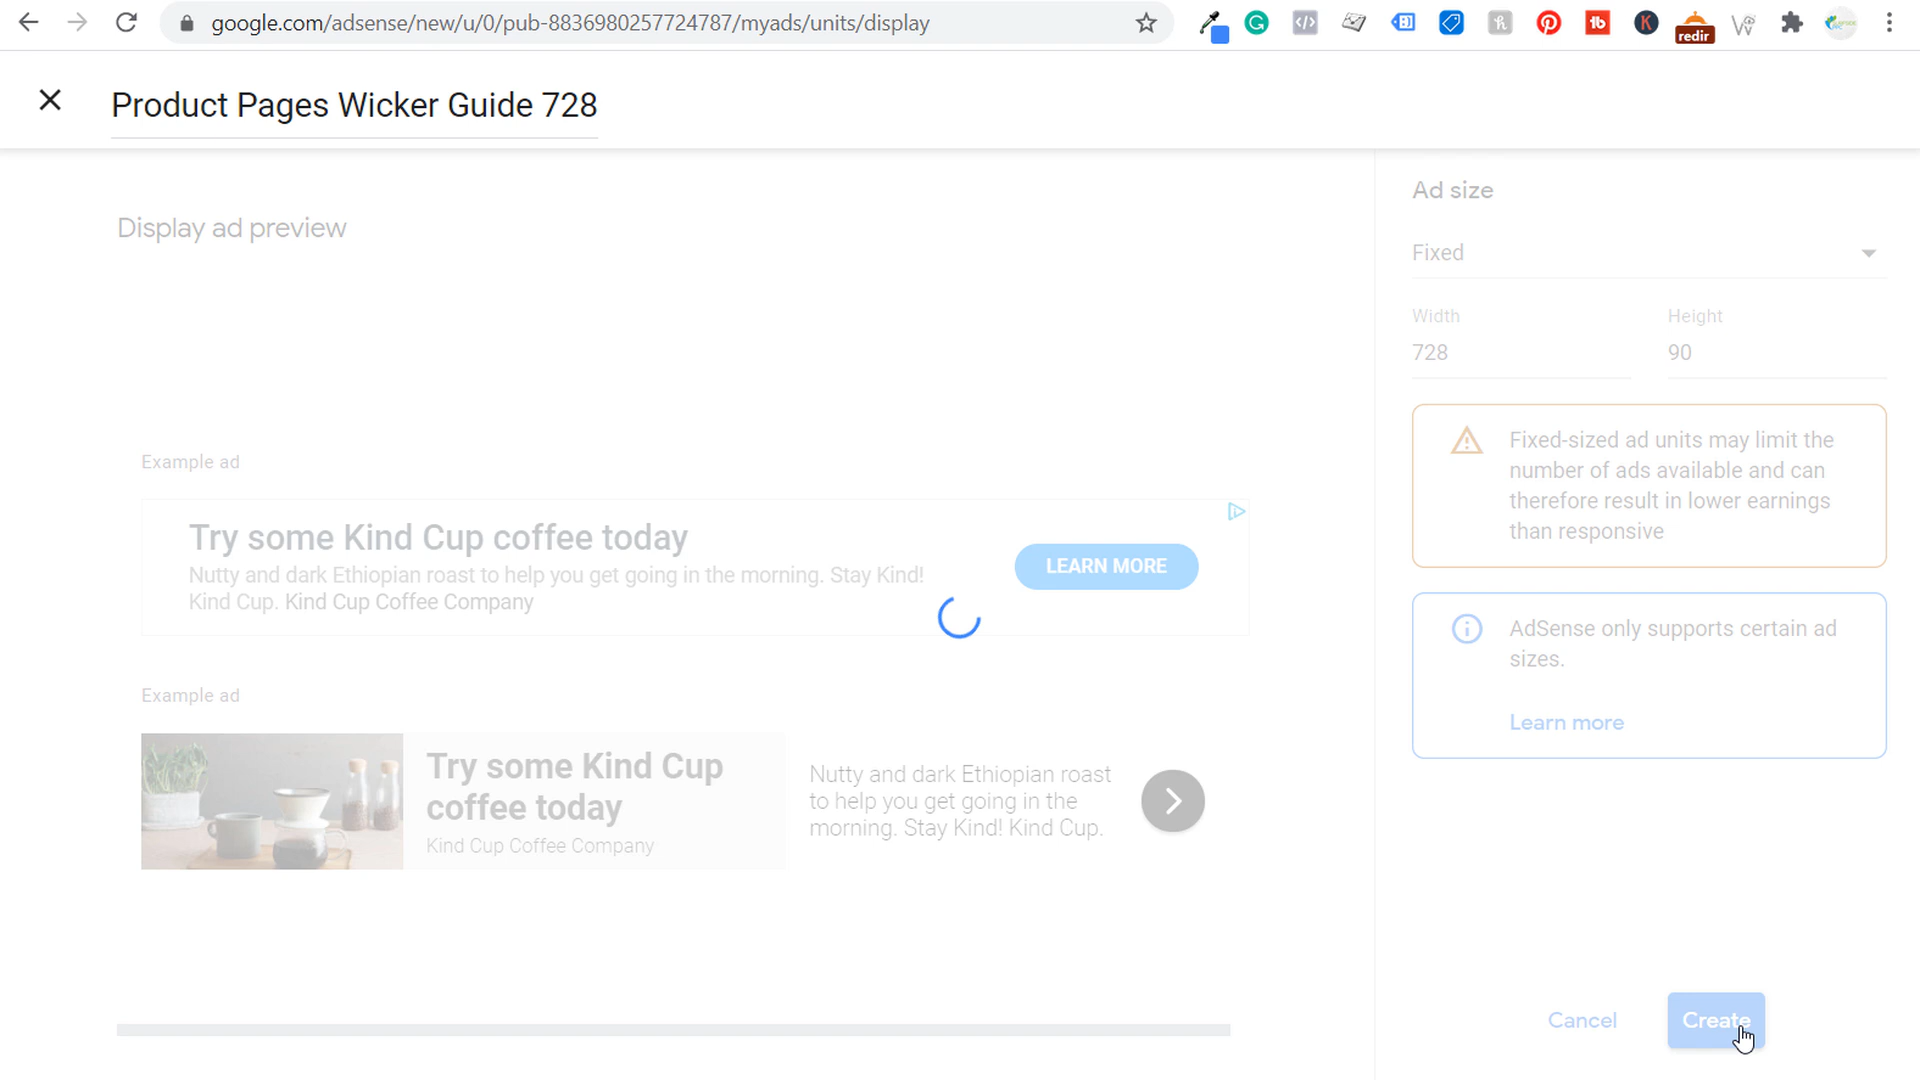 google.com/adsense/new/u/0/pub-8836980257724787/myads/units/display
redir
Product Pages Wicker Guide 728
Display ad preview
Example ad
Try some Kind Cup coffee today
Nutty and dark Ethiopian roast to help you get going in the morning. Stay Kind!
Kind Cup. Kind Cup Coffee Company
LEARN MORE
Example ad
Try some Kind Cup
coffee today
Kind Cup Coffee Company
Nutty and dark Ethiopian roast
to help you get going in the
morning. Stay Kind! Kind Cup.
Ad size
Fixed
Width
Height
728
90
Fixed-sized ad units may limit the
number of ads available and can
therefore result in lower earnings
than responsive
AdSense only supports certain ad
sizes.
Learn more
Cancel
Create